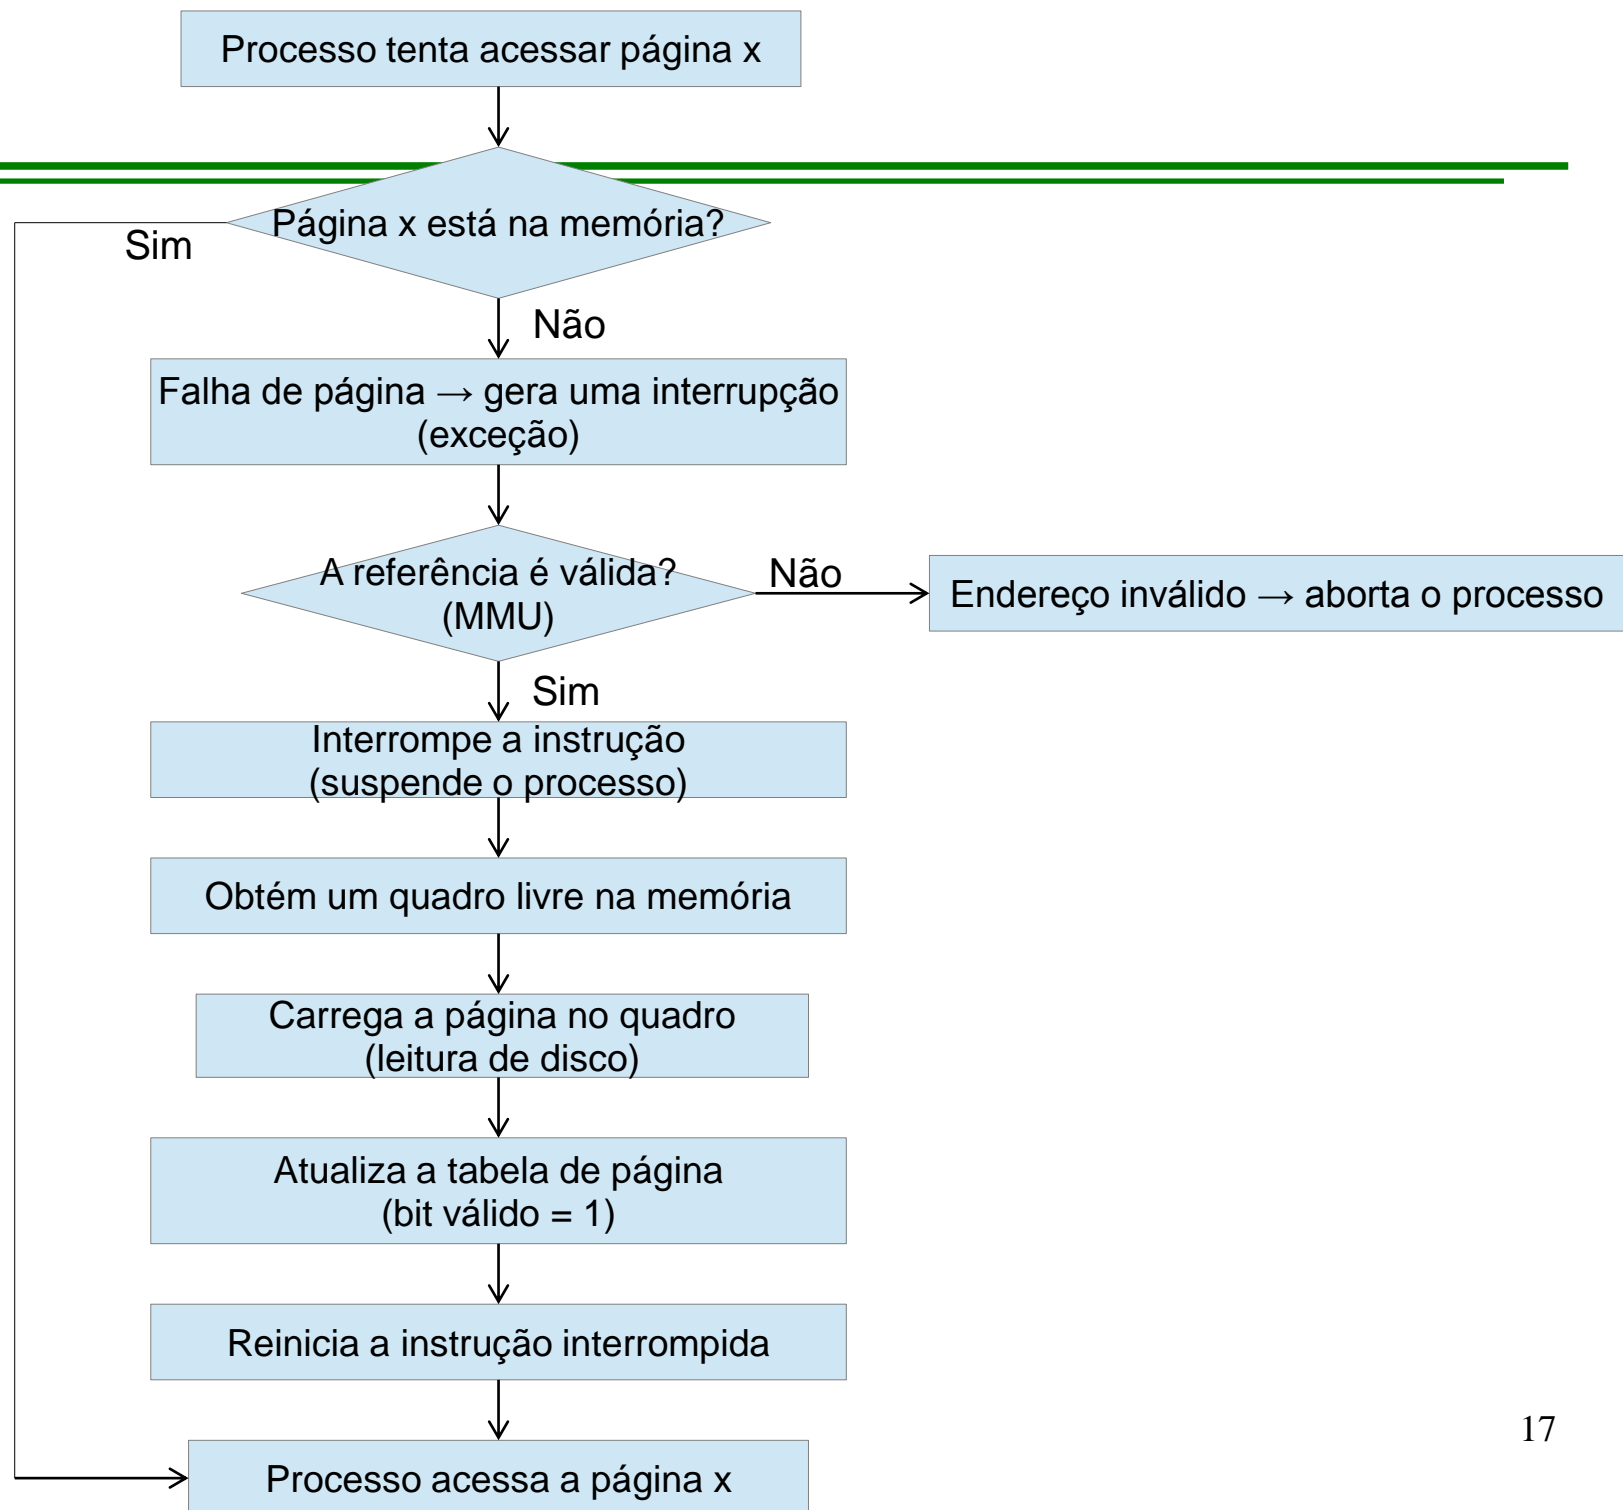 Processo tenta acessar página x
Página x está na memória?
Sim
Não
Falha de página → gera uma interrupção
(exceção)
A referência é válida?
(MMU)
Não
Endereço inválido → aborta o processo
Sim
Interrompe a instrução
(suspende o processo)
Obtém um quadro livre na memória
Carrega a página no quadro
(leitura de disco)
Atualiza a tabela de página
(bit válido = 1)
Reinicia a instrução interrompida
Processo acessa a página x
17